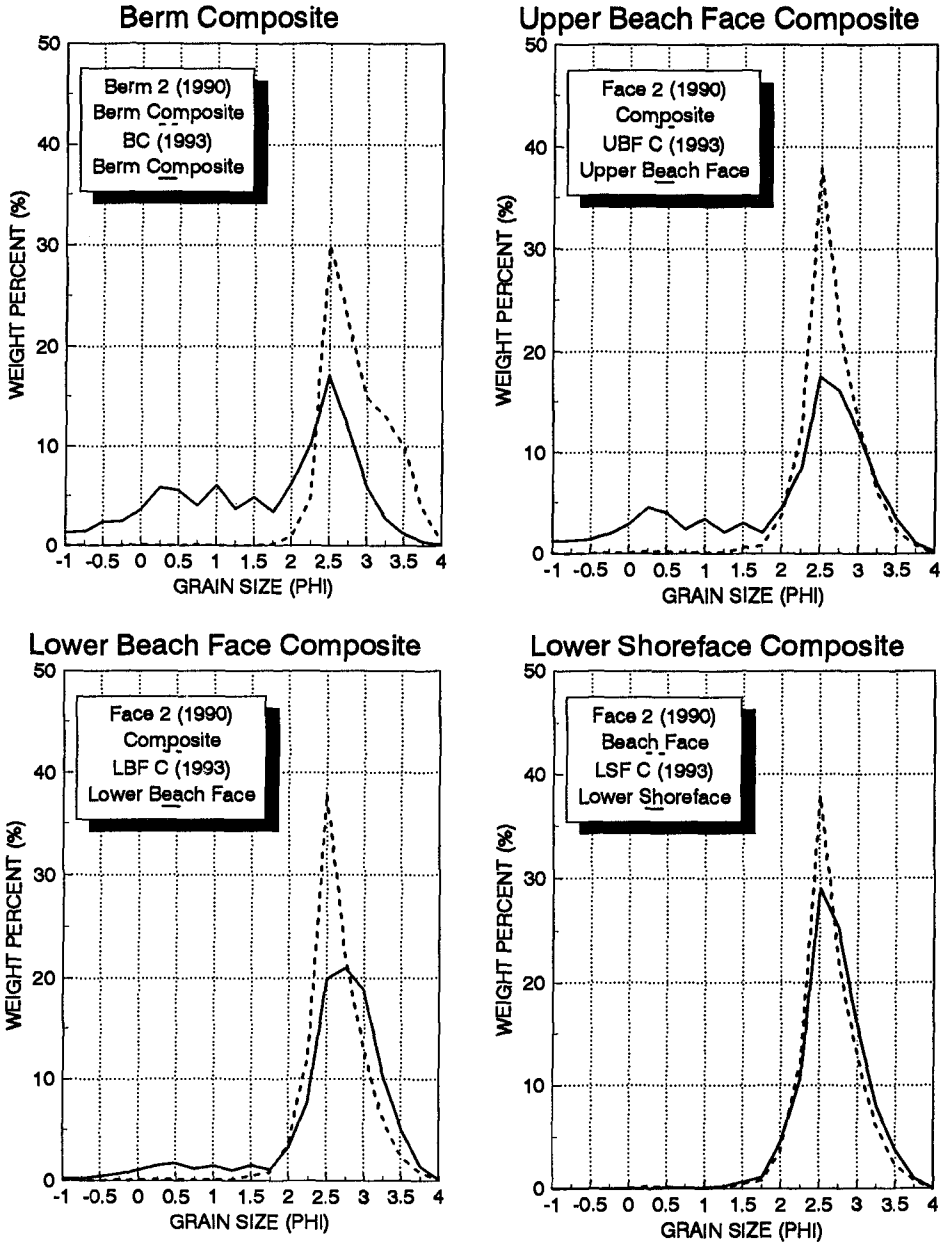 Berm Composite
50
40
30
20
10
0
WEIGHT PERCENT (%)
Berm 2 (1990)
Berm Composite
BC (1993)
Berm Composite
-1 -0.5 0 0.5 1 1.5 2 2.5 3 3.5 4
GRAIN SIZE (PHI)
Upper Beach Face Composite
50
40
30
20
10
0
WEIGHT PERCENT (%)
Face 2 (1990)
Composite
UBF C (1993)
Upper Beach Face
-1 -0.5 0 0.5 1 1.5 2 2.5 3 3.5 4
GRAIN SIZE (PHI)
Lower Beach Face Composite
50
40
30
20
10
0
WEIGHT PERCENT (%)
Face 2 (1990)
Composite
LBF C (1993)
Lower Beach Face
-1 -0.5 0 0.5 1 1.5 2 2.5 3 3.5 4
GRAIN SIZE (PHI)
Lower Shoreface Composite
50
40
30
20
10
0
WEIGHT PERCENT (%)
Face 2 (1990)
Beach Face
LSF C (1993)
Lower Shoreface
-1 -0.5 0 0.5 1 1.5 2 2.5 3 3.5 4
GRAIN SIZE (PHI)